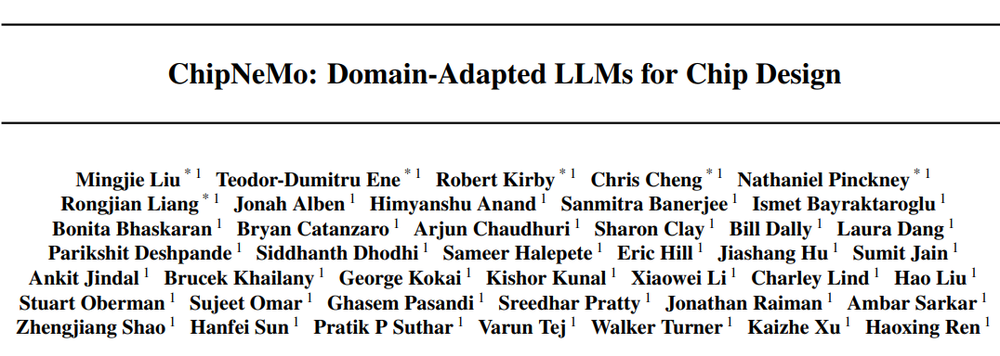 ChipNeMo: Domain-Adapted LLMs for Chip Design
Mingjie Liu * 1 Teodor-Dumitru Ene * 1 Robert Kirby * 1 Chris Cheng * 1 Nathaniel Pinckney * 1
Rongjian Liang * 1 Jonah Alben 1 Himyanshu Anand 1 Sanmitra Banerjee 1 Ismet Bayraktaroglu 1
Bonita Bhaskaran 1 Bryan Catanzaro 1 Arjun Chaudhuri 1 Sharon Clay 1 Bill Dally 1 Laura Dang 1
Parikshit Deshpande 1 Siddhanth Dhodhi 1 Sameer Halepete 1 Eric Hill 1 Jiashang Hu 1 Sumit Jain 1
Ankit Jindal 1 Brucek Khailany 1 George Kokai 1 Kishor Kunal 1 Xiaowei Li 1 Charley Lind 1 Hao Liu 1
Stuart Oberman 1 Sujeet Omar 1 Ghasem Pasandi 1 Sreedhar Pratty 1 Jonathan Raiman 1 Ambar Sarkar 1
Zhengjiang Shao 1 Hanfei Sun 1 Pratik P Suthar 1 Varun Tej 1 Walker Turner 1 Kaizhe Xu 1 Haoxing Ren 1